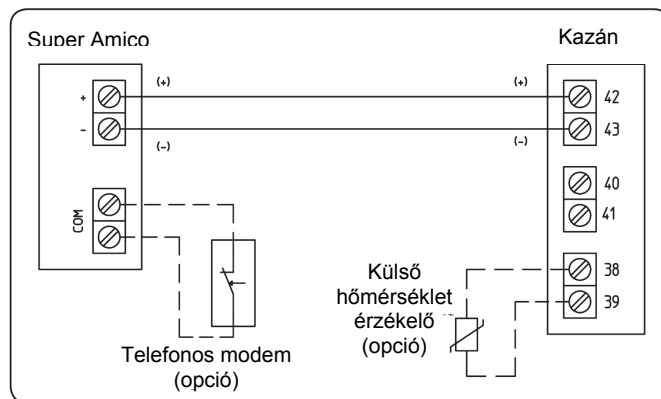 Super Amico
Kazán
(+)
(+)
+
42
-
43
(-)
(-)
40
41
COM
38
39
Külső
hőmérséklet
érzékelő
(opció)
Telefonos modem
(opció)